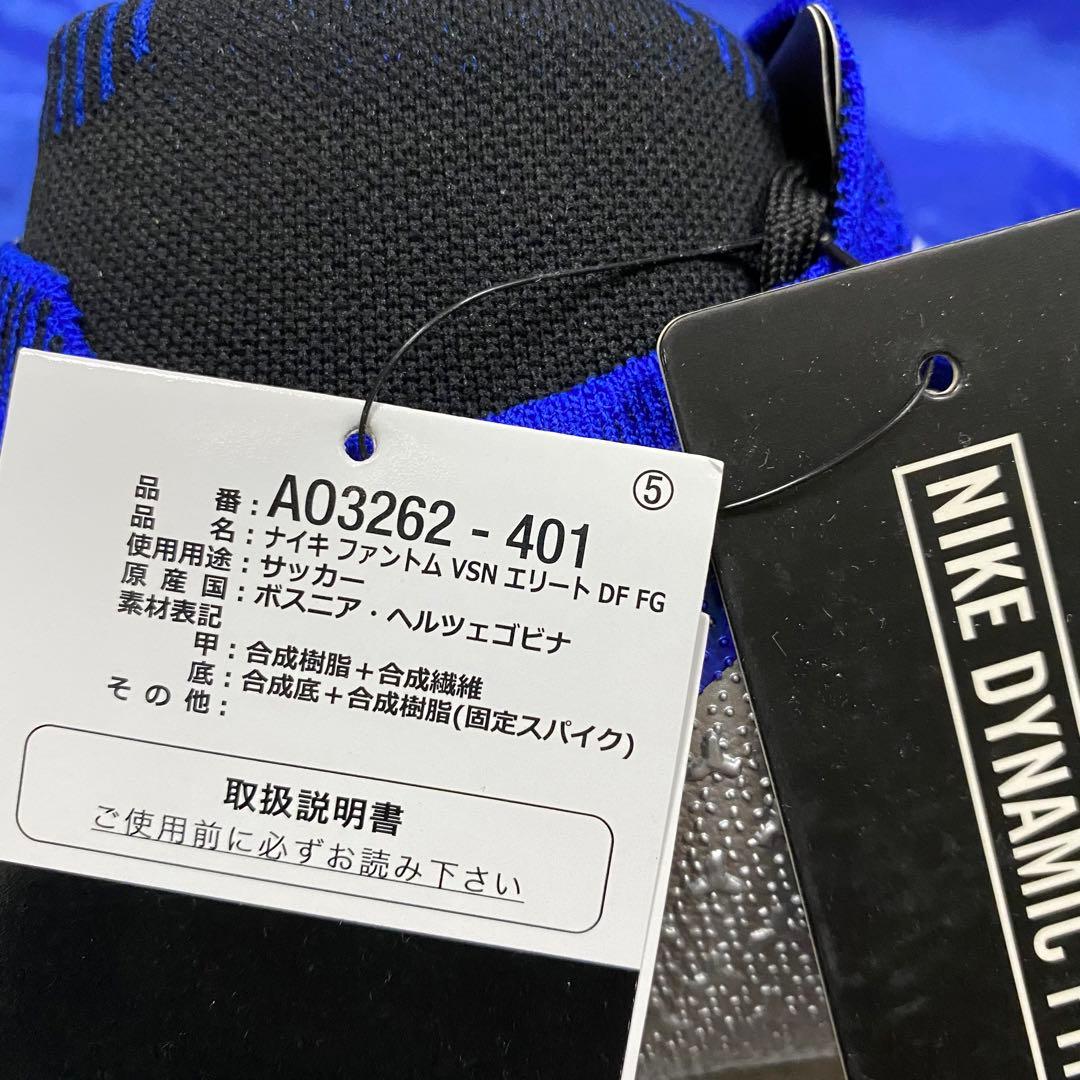 ⑤
品 番：AO3262 - 401
品 名：ナイキ ファントム VSN エリート DF FG
使用用途：サッカー
原産国：ボスニア・ヘルツェゴビナ
素材表記
甲：合成樹脂＋合成繊維
底：合成底＋合成樹脂(固定スパイク)
その他：
取扱説明書
ご使用前に必ずお読み下さい
NIKE DYNAMIC